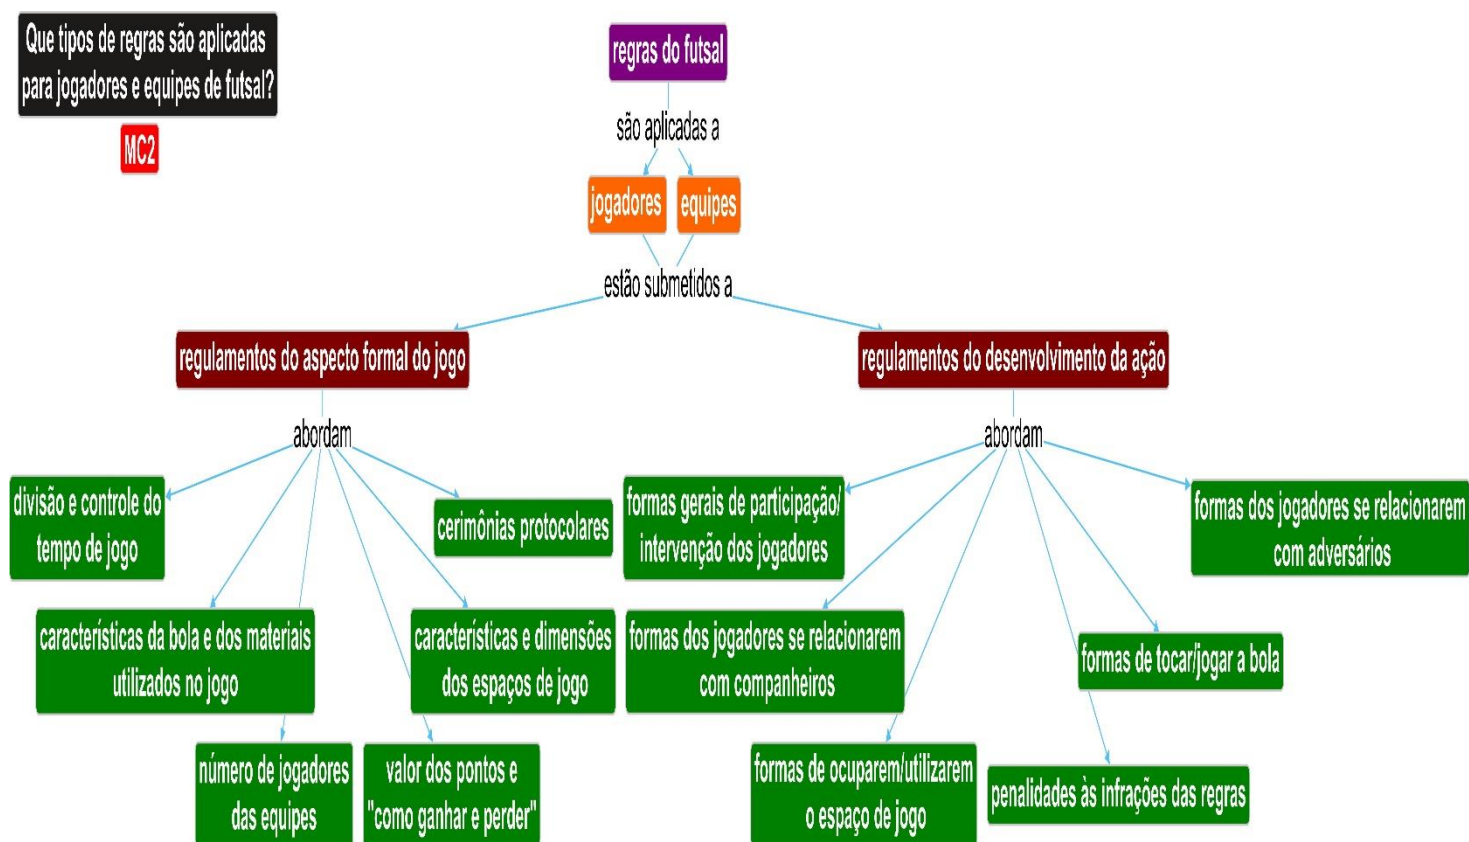 Que tipos de regras são aplicadas
para jogadores e equipes de futsal?
MC2
regras do futsal
são aplicadas a
jogadores
equipes
estão submetidos a
regulamentos do aspecto formal do jogo
abordam
divisão e controle do
tempo de jogo
cerimônias protocolares
características da bola e dos materiais
utilizados no jogo
características e dimensões
dos espaços de jogo
número de jogadores
das equipes
valor dos pontos e
"como ganhar e perder"
regulamentos do desenvolvimento da ação
abordam
formas gerais de participação/
intervenção dos jogadores
formas dos jogadores se relacionarem
com adversários
formas dos jogadores se relacionarem
com companheiros
formas de tocar/jogar a bola
formas de ocuparem/utilizarem
o espaço de jogo
penalidades às infrações das regras